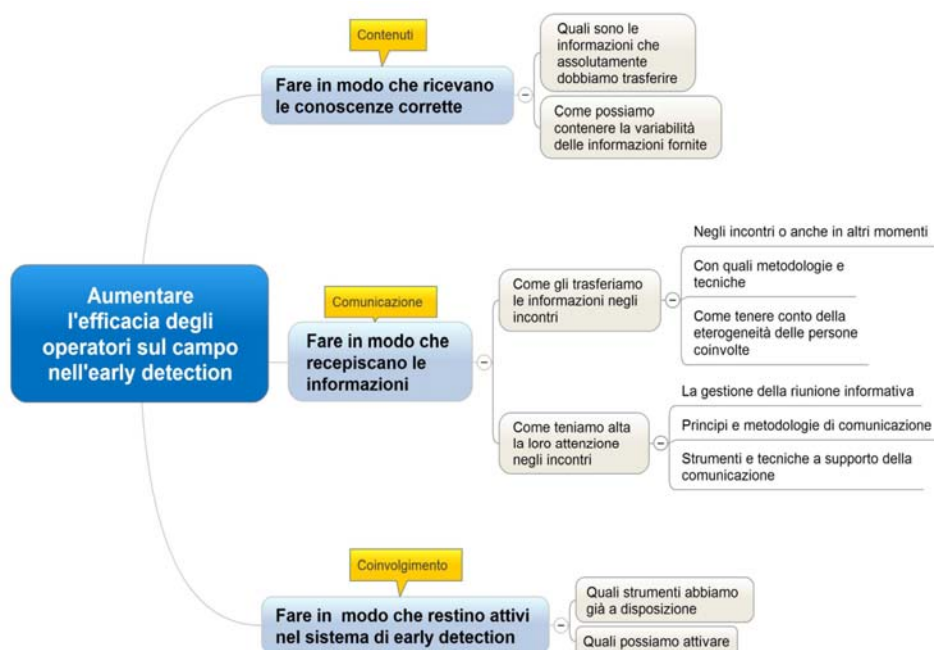 Aumentare
l'efficacia degli
operatori sul campo
nell'early detection
Contenuti
Fare in modo che ricevano
le conoscenze corrette
Quali sono le
informazioni che
assolutamente
dobbiamo trasferire
Come possiamo
contenere la variabilità
delle informazioni fornite
Comunicazione
Fare in modo che
recepiscano le
informazioni
Come gli trasferiamo
le informazioni negli
incontri
Negli incontri o anche in altri momenti
Con quali metodologie e
tecniche
Come tenere conto della
eterogeneità delle persone
coinvolte
Come teniamo alta
la loro attenzione
negli incontri
La gestione della riunione informativa
Principi e metodologie di comunicazione
Strumenti e tecniche a supporto della
comunicazione
Coinvolgimento
Fare in modo che restino attivi
nel sistema di early detection
Quali strumenti abbiamo
già a disposizione
Quali possiamo attivare